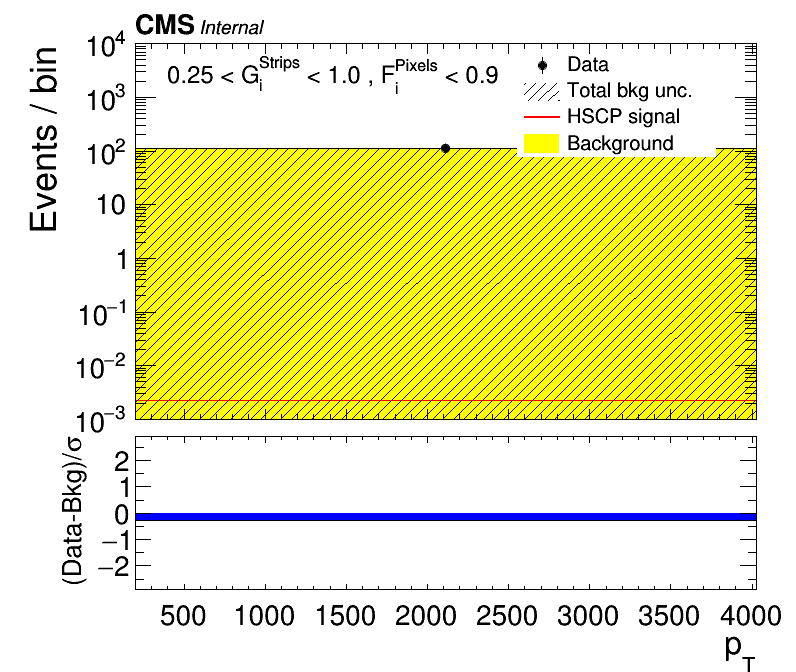 CMS Internal
Events / bin
10⁴
10³
10²
10
1
10⁻¹
10⁻²
10⁻³
0.25 < G_i^Strips < 1.0 , F_i^Pixels < 0.9
Data
Total bkg unc.
HSCP signal
Background
(Data-Bkg)/σ
2
1
0
−1
−2
500 1000 1500 2000 2500 3000 3500 4000
p_T